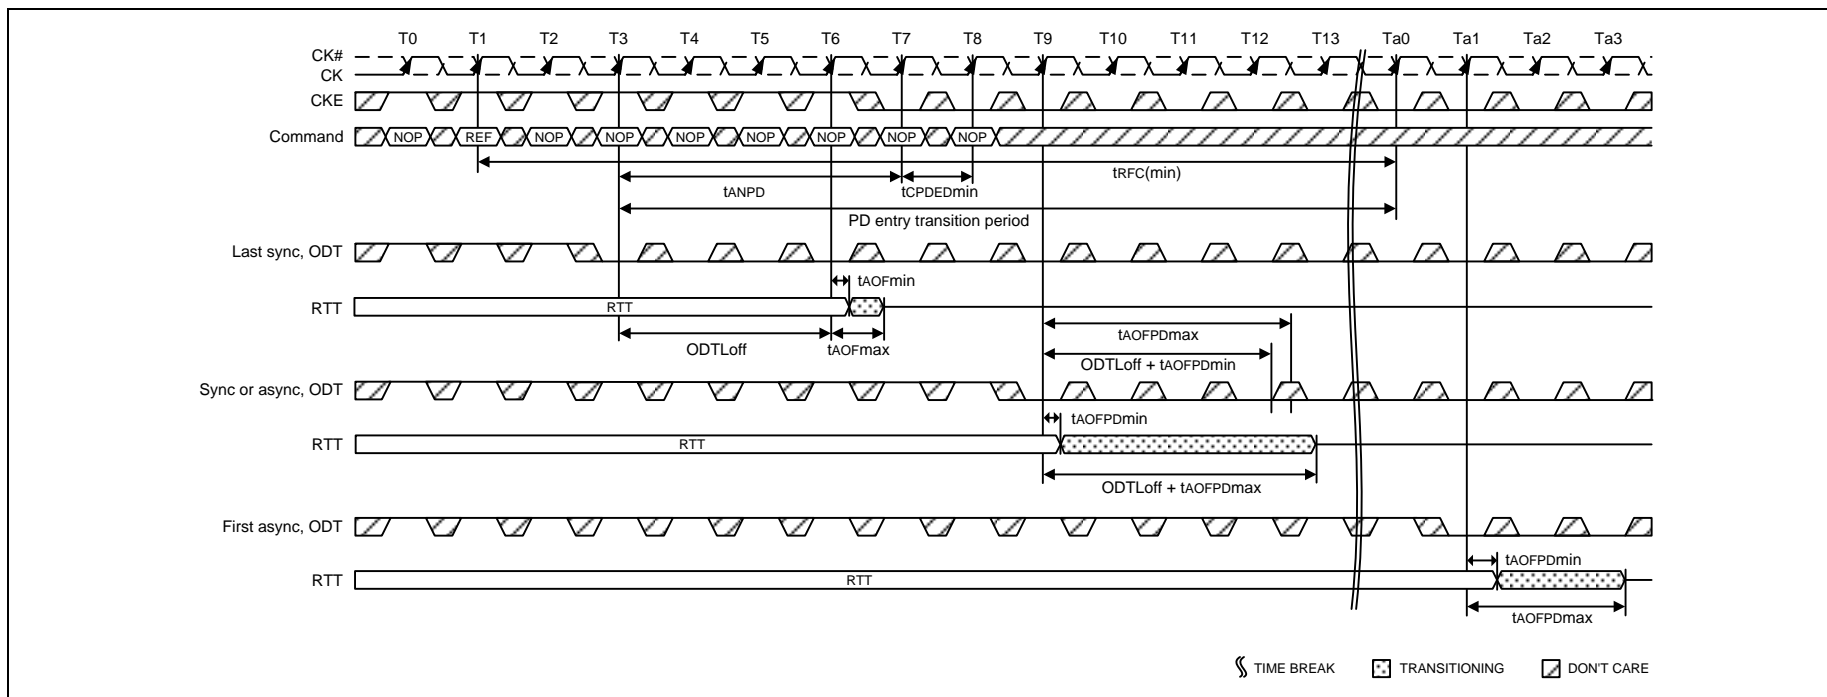 T0 T1 T2 T3 T4 T5 T6 T7 T8 T9 T10 T11 T12 T13 Ta0 Ta1 Ta2 Ta3
CK#
CK
CKE
Command NOP REF NOP NOP NOP NOP NOP NOP NOP
tRFC(min)
tANPD tCPDEDmin
PD entry transition period
Last sync, ODT
tAOFmin
RTT RTT
tAOFPDmax
ODTLoff tAOFmax
ODTLoff + tAOFPDmin
Sync or async, ODT
tAOFPDmin
RTT RTT
ODTLoff + tAOFPDmax
First async, ODT
tAOFPDmin
RTT RTT
tAOFPDmax
TIME BREAK TRANSITIONING DON'T CARE